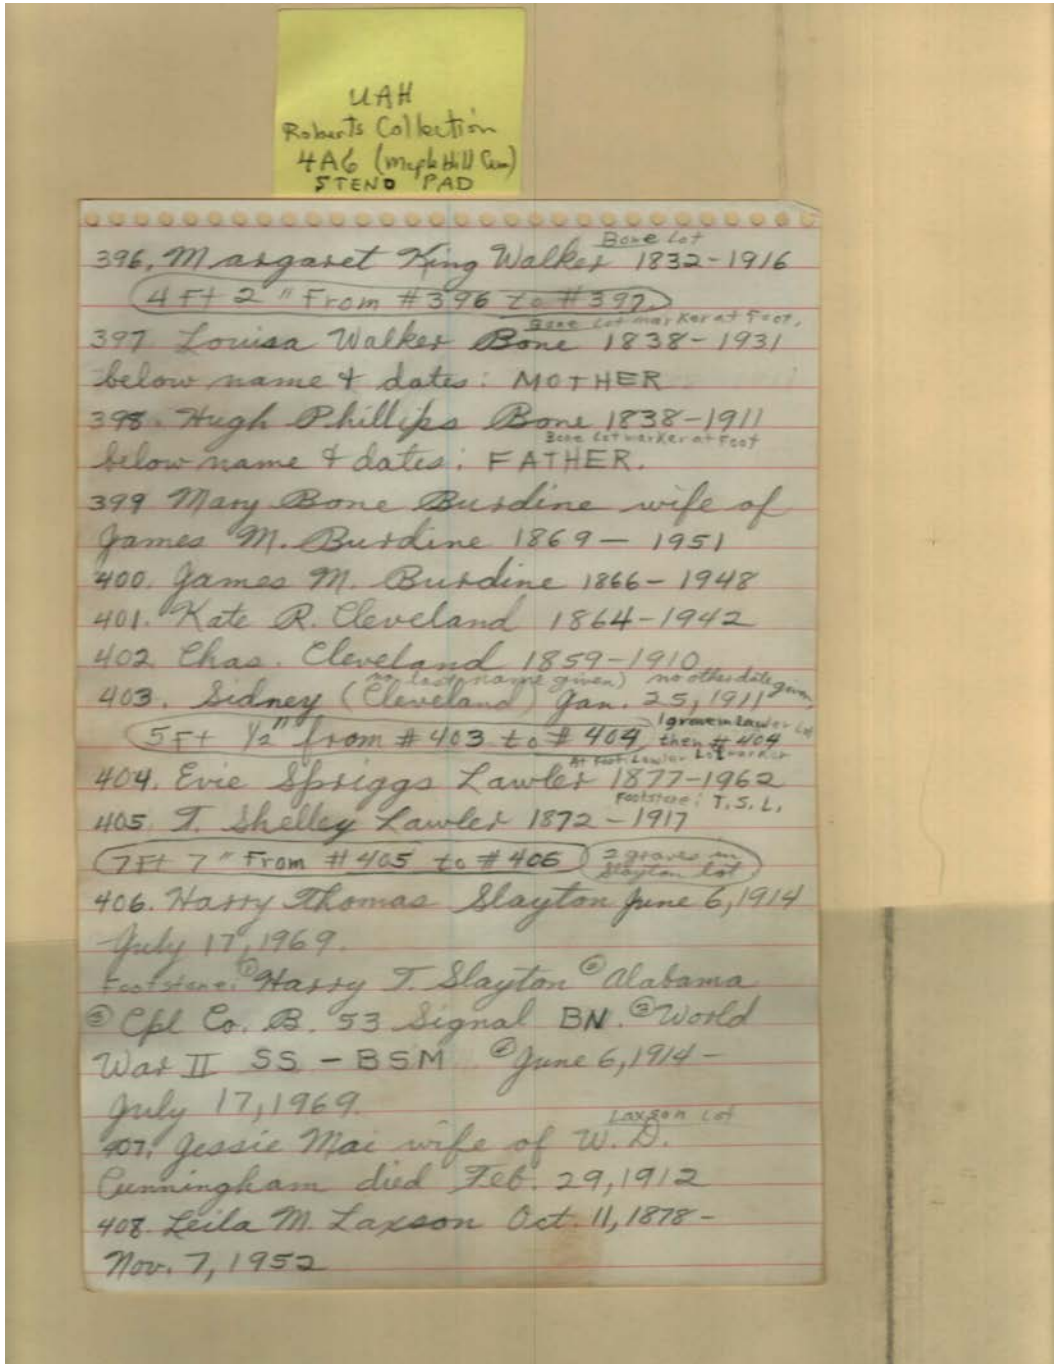 UAH
Roberts Collection
4A6 (Maple Hill Cem)
STENO PAD
Bone Lot
396. Margaret King Walker 1832-1916
4 Ft 2" From #396 to #397.
Bone Lot marker at Foot.
397 Louisa Walker Bone 1838-1931
below name & dates: MOTHER
398. Hugh Phillips Bone 1838-1911
Bone Lot marker at Foot
below name & dates: FATHER.
399 Mary Bone Burdine wife of
James M. Burdine 1869 - 1951
400. James M. Burdine 1866-1948
401. Kate R. Cleveland 1864-1942
402 Chas. Cleveland 1859-1910
no last name given) no other date given
403. Sidney (Cleveland) Jan. 25, 1911
5 Ft 1/2" from #403 to #404
1 grave in Lawler Lot
then #404
At Foot Lawler Lot marker
404. Evie Spriggs Lawler 1877-1962
Footstone: T.S.L.
405. T. Shelley Lawler 1872-1917
7 Ft 7" From #405 to #406
2 graves in
Slayton lot
406. Harry Thomas Slayton June 6, 1914
July 17, 1969.
Footstone: ① Harry T. Slayton ② Alabama
③ Cpl Co. B. 53 Signal BN. ③ World
War II SS - BSM ④ June 6, 1914 -
July 17, 1969.
Laxson Lot
407. Jessie Mai wife of W. D.
Cunningham died Feb. 29, 1912
408. Leila M. Laxson Oct. 11, 1878-
Nov. 7, 1952